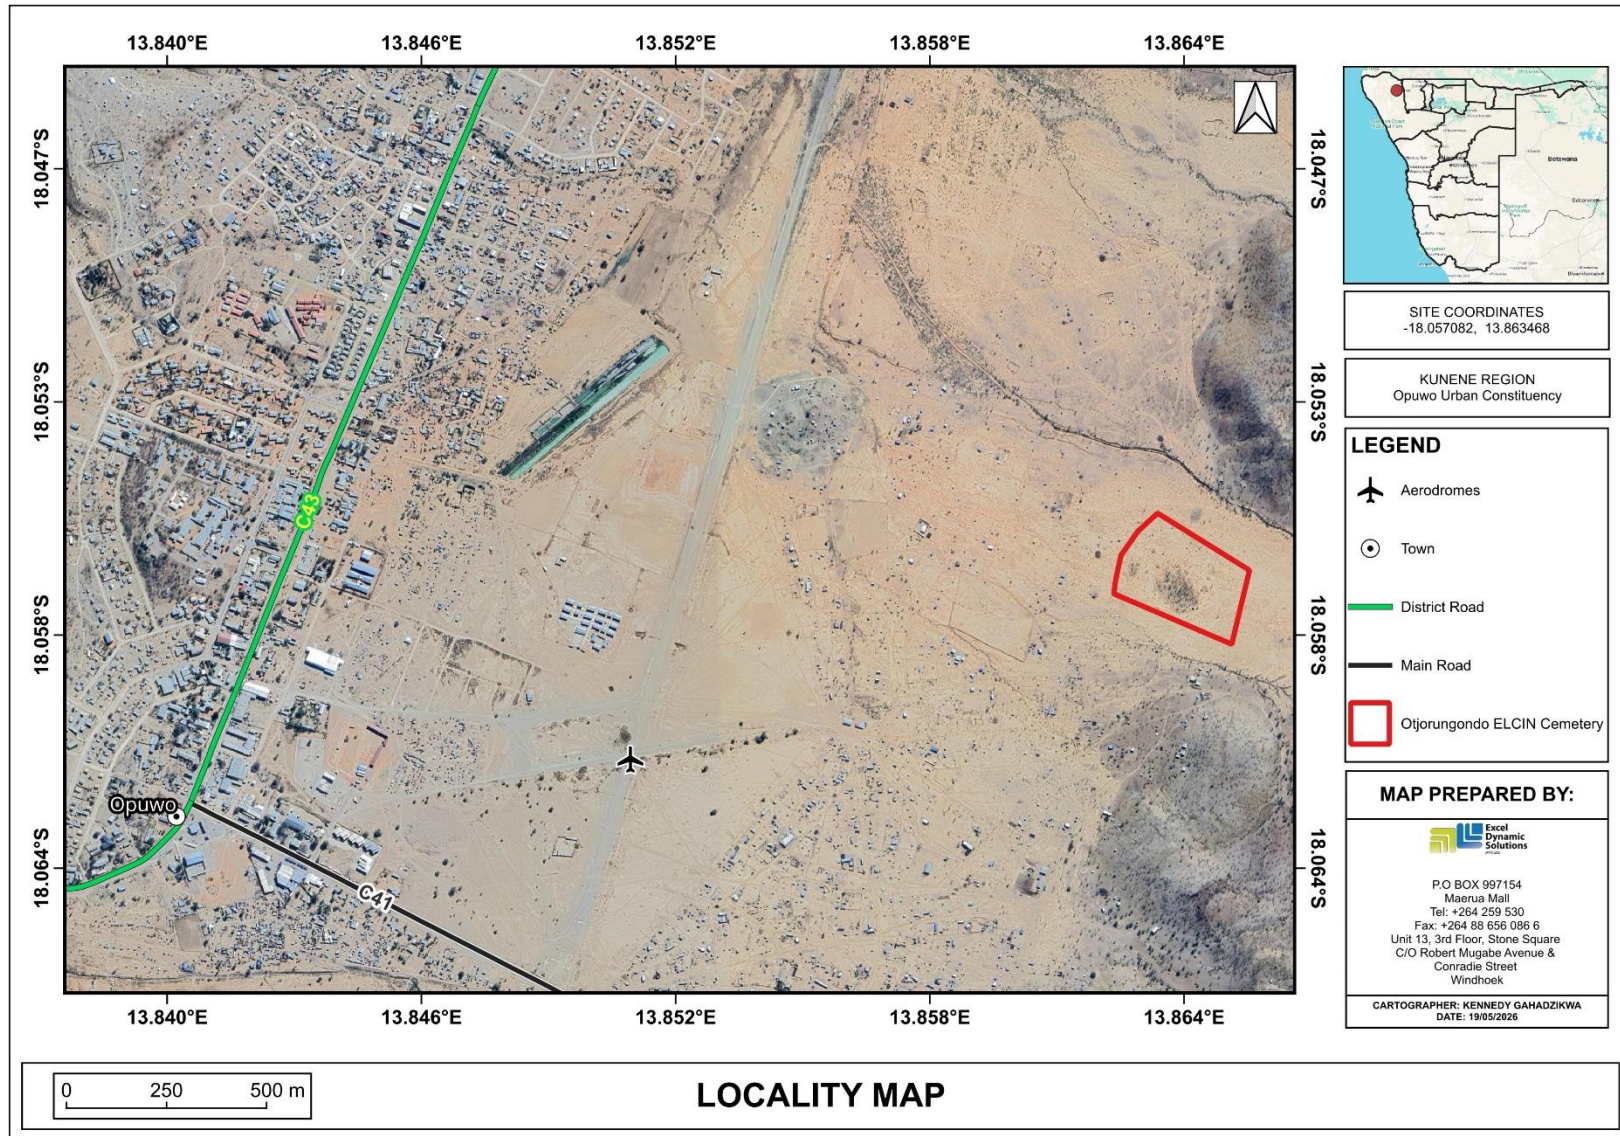 13.840°E 13.846°E 13.852°E 13.858°E 13.864°E
18.047°S 18.047°S
18.053°S 18.053°S
C43
18.058°S 18.058°S
Opuwo
18.064°S 18.064°S
C41
13.840°E 13.846°E 13.852°E 13.858°E 13.864°E
Botswana
SITE COORDINATES
-18.057082, 13.863468
KUNENE REGION
Opuwo Urban Constituency
LEGEND
Aerodromes
Town
District Road
Main Road
Otjorungondo ELCIN Cemetery
MAP PREPARED BY:
Excel
Dynamic
Solutions
P.O BOX 997154
Maerua Mall
Tel: +264 259 530
Fax: +264 88 656 086 6
Unit 13, 3rd Floor, Stone Square
C/O Robert Mugabe Avenue &
Conradie Street
Windhoek
CARTOGRAPHER: KENNEDY GAHADZIKWA
DATE: 19/05/2026
0 250 500 m
LOCALITY MAP